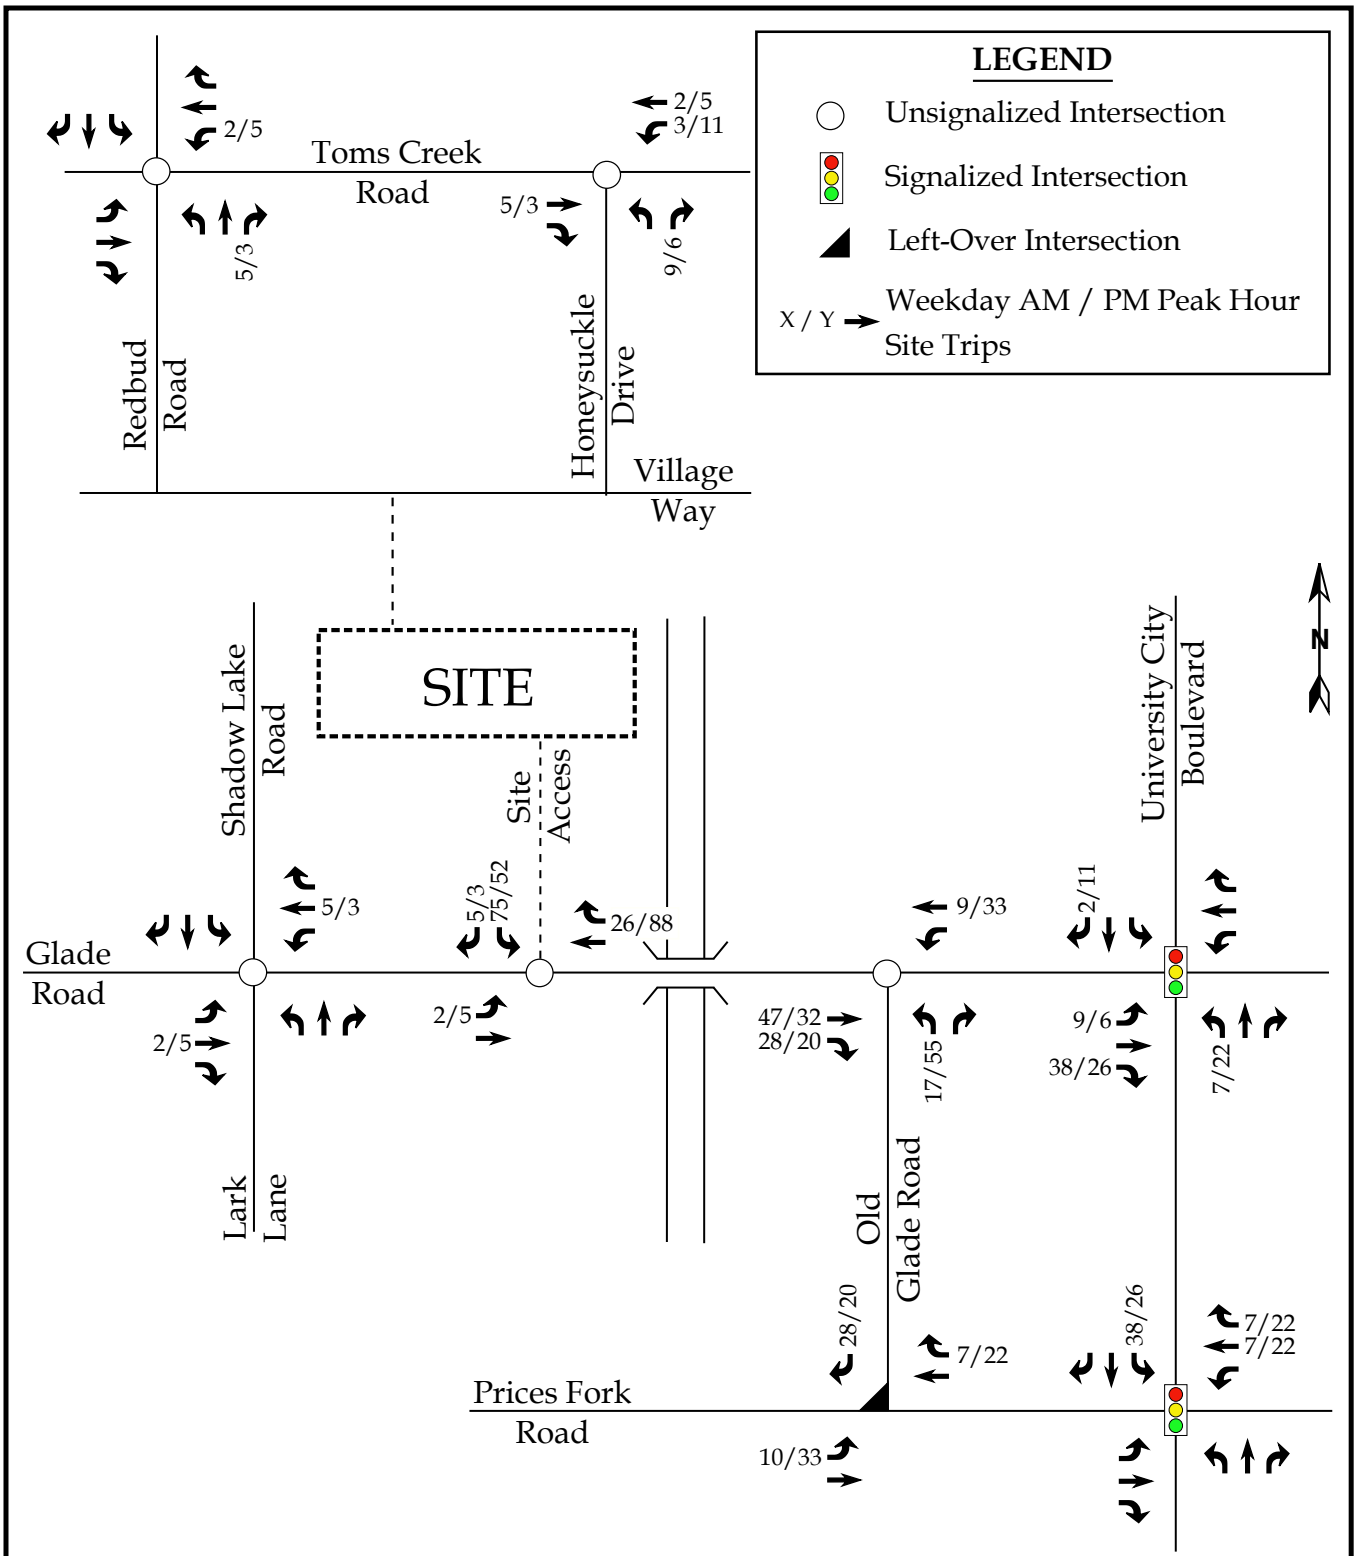 LEGEND
Unsignalized Intersection
Signalized Intersection
Left-Over Intersection
X / Y
Weekday AM / PM Peak Hour
Site Trips
2/5
2/5
3/11
Toms Creek
Road
5/3
5/3
9/6
Redbud
Road
Honeysuckle
Drive
Village
Way
SITE
N
Shadow Lake
Road
Site
Access
University City
Boulevard
5/3
5/3
75/52
26/88
9/33
2/11
Glade
Road
2/5
2/5
47/32
28/20
17/55
9/6
38/26
7/22
Lark
Lane
Old
Glade Road
28/20
7/22
38/26
7/22
7/22
Prices Fork
Road
10/33